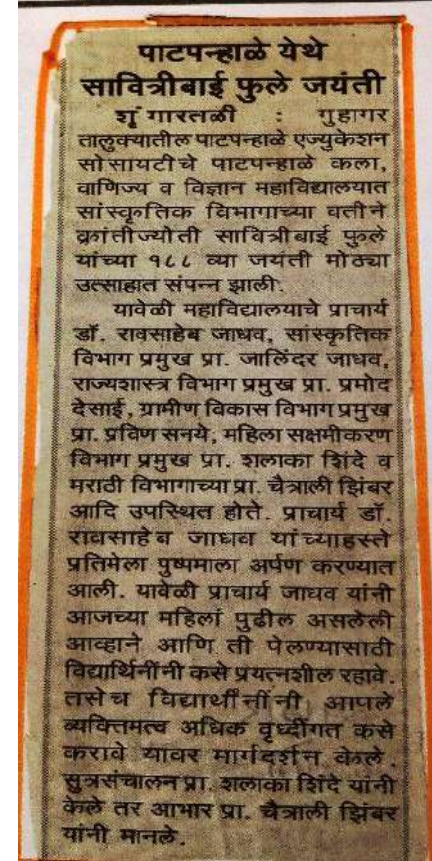 पाटपन्हाळे येथे
सावित्रीबाई फुले जयंती
शृंगारतळी : गुहागर
तालुक्यातील पाटपन्हाळे एज्युकेशन
सोसायटीचे पाटपन्हाळे कला,
वाणिज्य व विज्ञान महाविद्यालयात
सांस्कृतिक विभागाच्या वतीने
क्रांतीज्योती सावित्रीबाई फुले
यांच्या १८८ व्या जयंती मोठ्या
उत्साहात संपन्न झाली.
यावेळी महाविद्यालयाचे प्राचार्य
डॉ. रावसाहेब जाधव, सांस्कृतिक
विभाग प्रमुख प्रा. जालिंदर जाधव,
राज्यशास्त्र विभाग प्रमुख प्रा. प्रमोद
देसाई, ग्रामीण विकास विभाग प्रमुख
प्रा. प्रविण सनये, महिला सक्षमीकरण
विभाग प्रमुख प्रा. शलाका शिंदे व
मराठी विभागाच्या प्रा. चैत्राली झिंबर
आदि उपस्थित होते. प्राचार्य डॉ.
रावसाहेब जाधव यांच्याहस्ते
प्रतिमेला पुष्पमाला अर्पण करण्यात
आली. यावेळी प्राचार्य जाधव यांनी
आजच्या महिलां पुढील असलेली
आव्हाने आणि ती पेलण्यासाठी
विद्यार्थिनींनी कसे प्रयत्नशील रहावे.
तसेच विद्यार्थीनींनी आपले
व्यक्तिमत्व अधिक वृध्दींगत कसे
करावे यावर मार्गदर्शन केले.
सुत्रसंचालन प्रा. शलाका शिंदे यांनी
केले तर आभार प्रा. चैत्राली झिंबर
यांनी मानले.